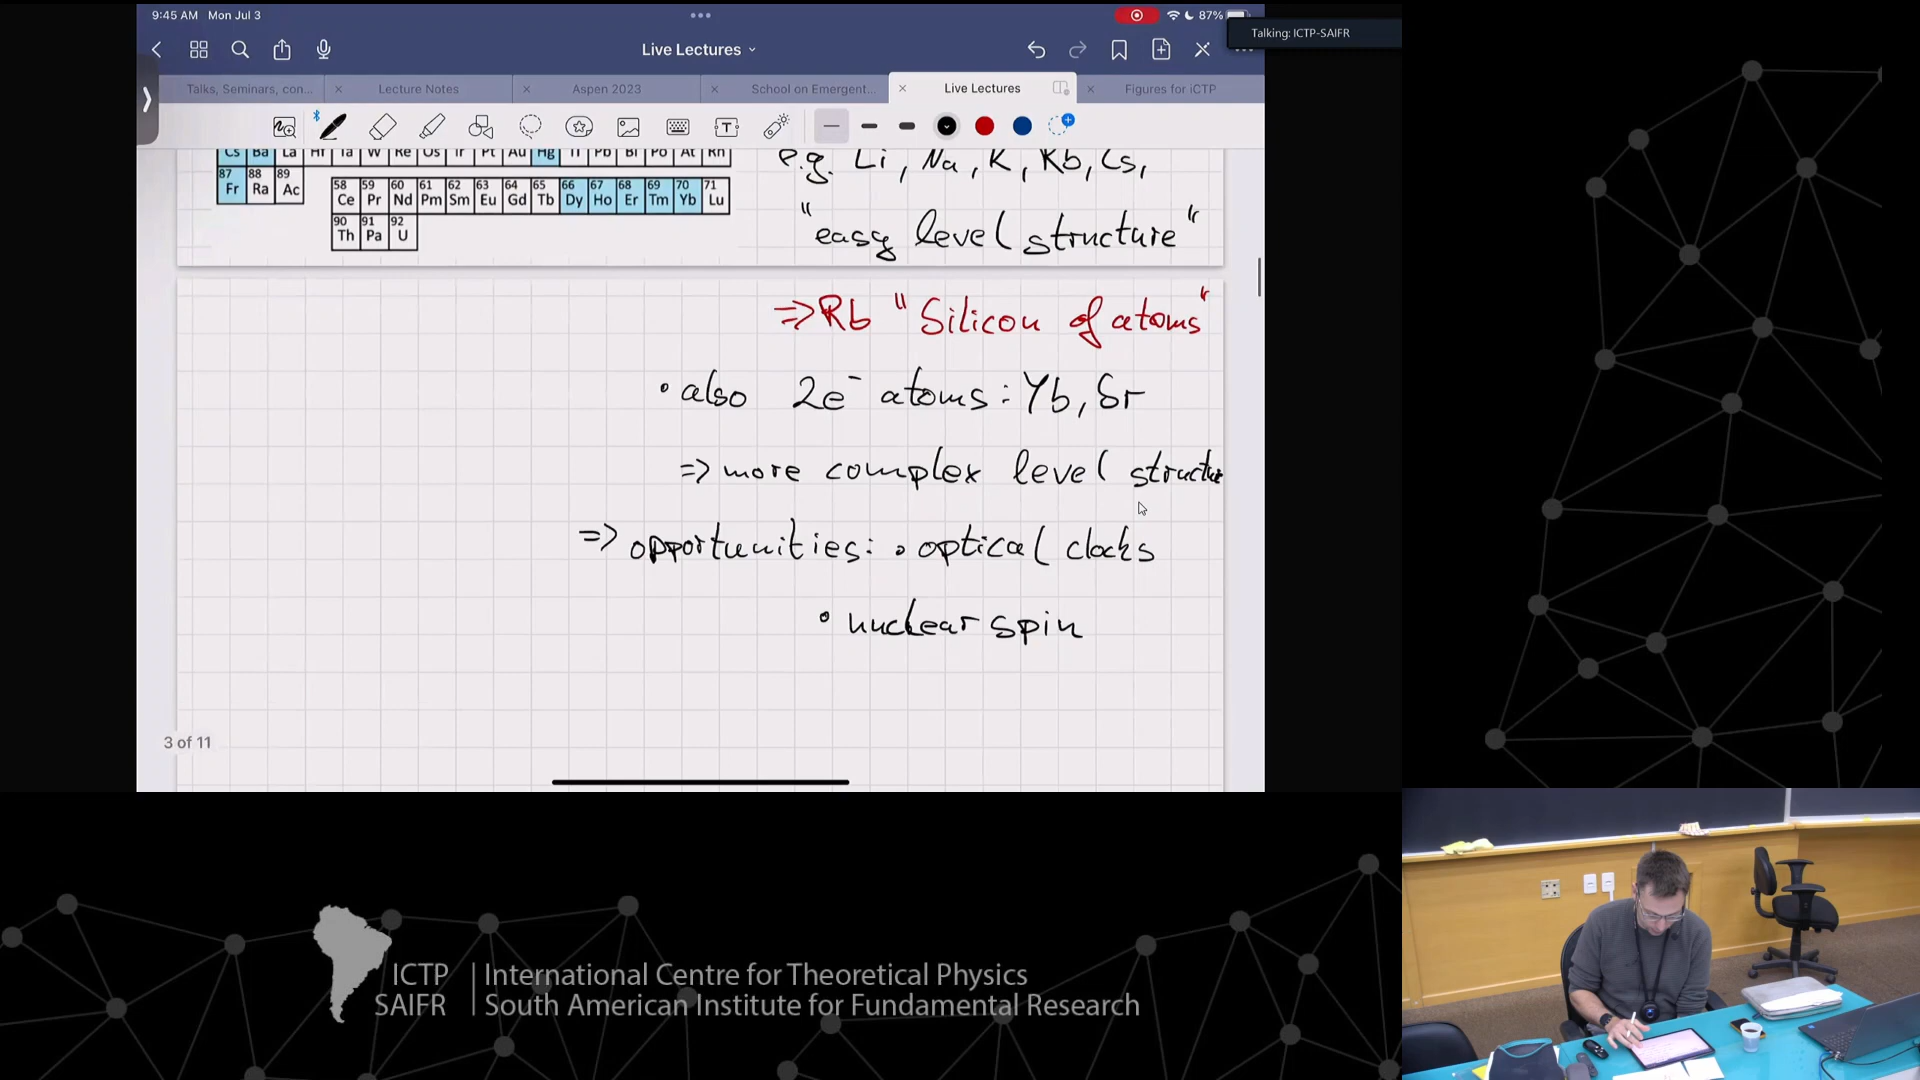 9:45 AM Mon Jul 3
87%
Talking: ICTP-SAIFR
Live Lectures
Talks, Seminars, con...
Lecture Notes
Aspen 2023
School on Emergent...
Live Lectures
Figures for iCTP
Cs Ba La Hf Ta W Re Os Ir Pt Au Hg Tl Pb Bi Po At Rn
87 88 89
Fr Ra Ac
58 59 60 61 62 63 64 65 66 67 68 69 70 71
Ce Pr Nd Pm Sm Eu Gd Tb Dy Ho Er Tm Yb Lu
90 91 92
Th Pa U
e.g. Li, Na, K, Rb, Cs,
"easy level structure"
=> Rb "Silicon of atoms"
• also 2e⁻ atoms: Yb, Sr
=> more complex level structure
=> opportunities: • optical clocks
• nuclear spin
3 of 11
ICTP | International Centre for Theoretical Physics
SAIFR | South American Institute for Fundamental Research